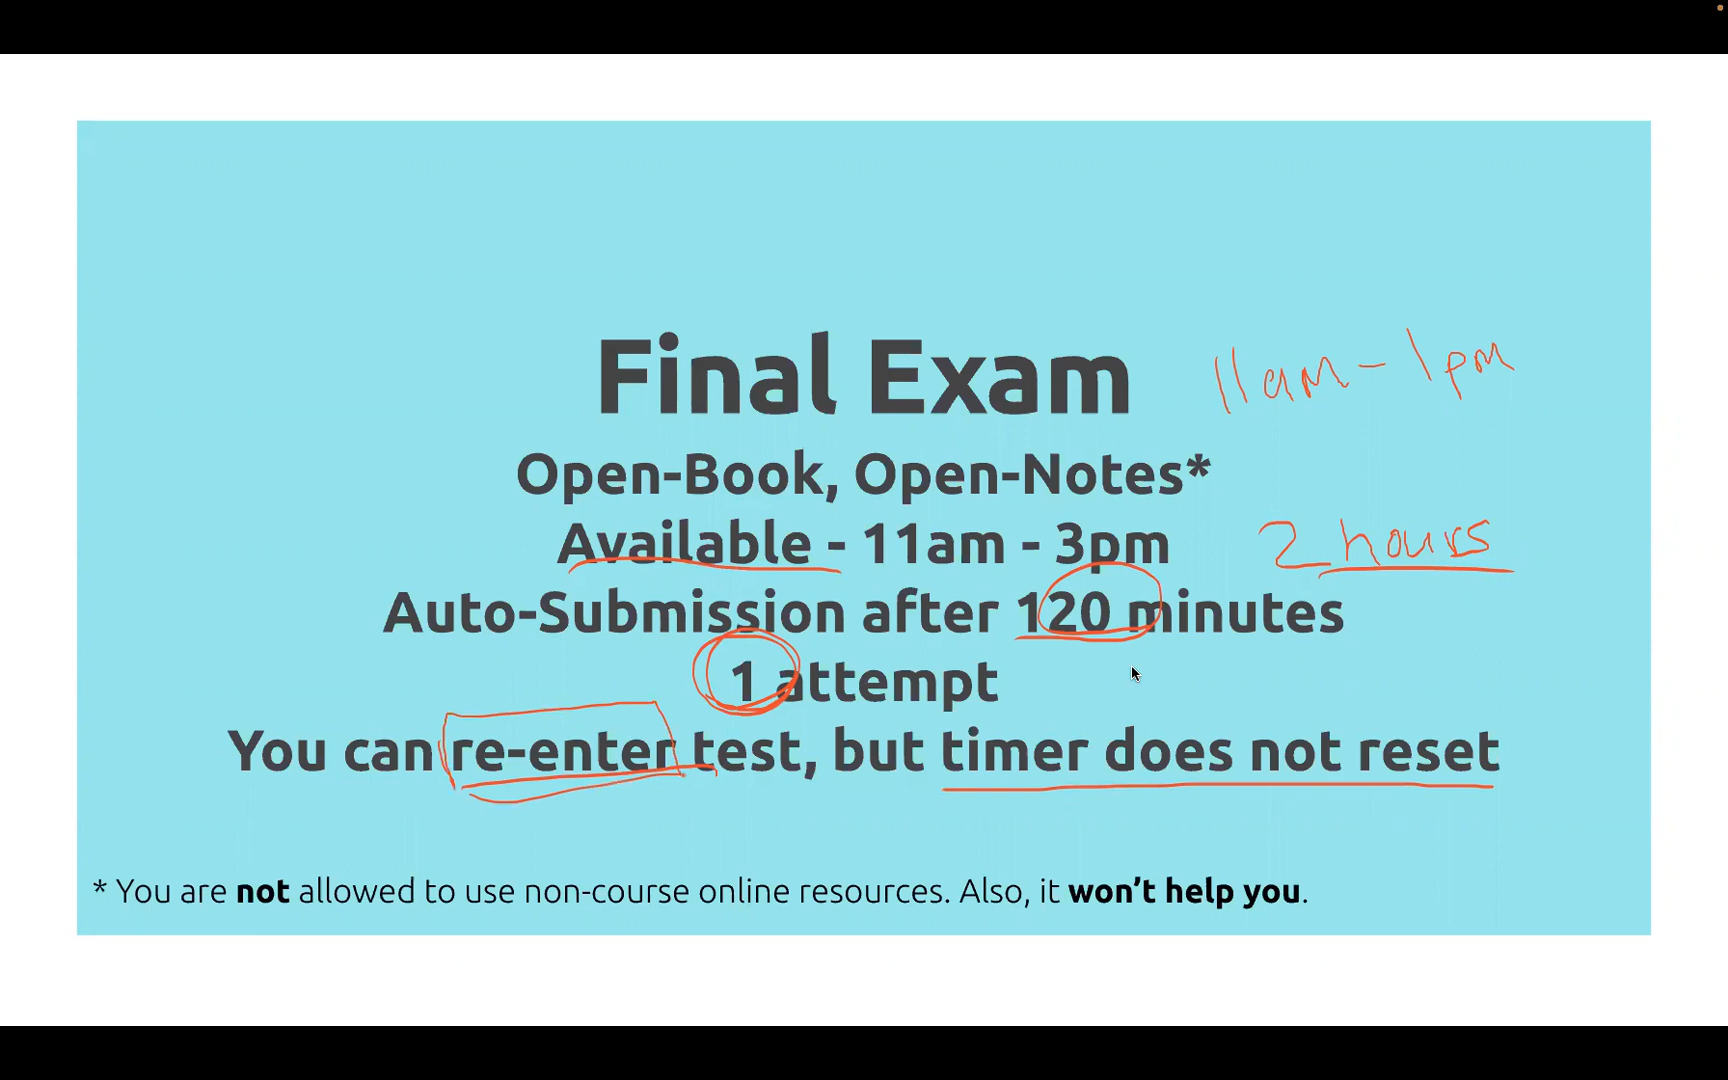 Final Exam
11am - 1pm
Open-Book, Open-Notes*
Available - 11am - 3pm
2 hours
Auto-Submission after 120 minutes
1 attempt
You can re-enter test, but timer does not reset
* You are not allowed to use non-course online resources. Also, it won’t help you.